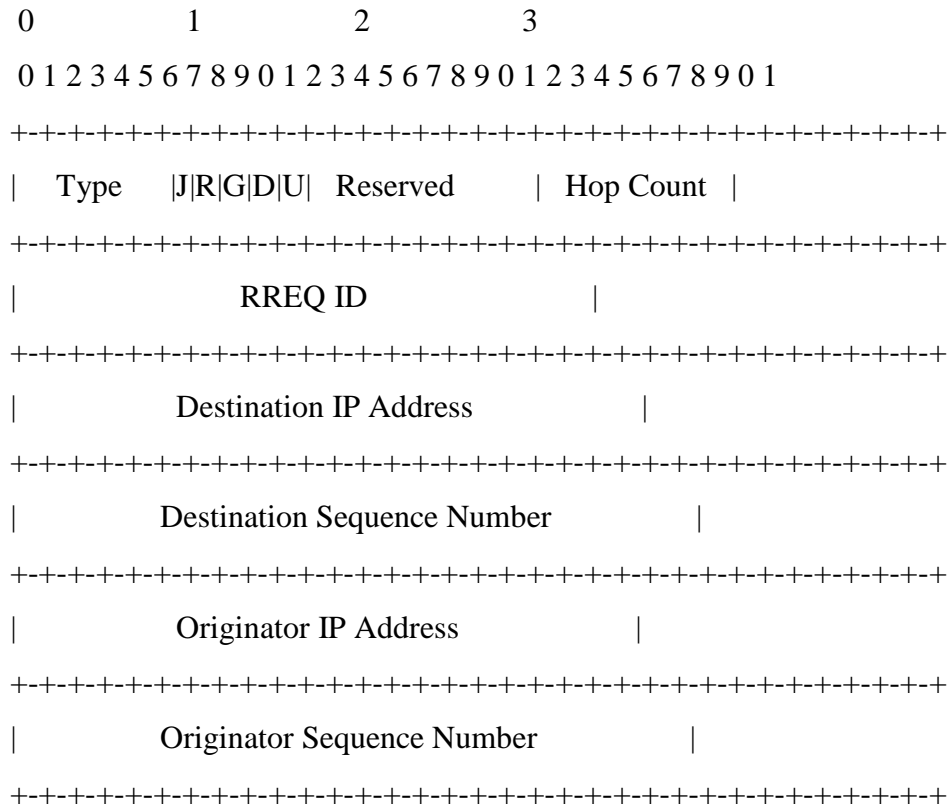 0 1 2 3
0 1 2 3 4 5 6 7 8 9 0 1 2 3 4 5 6 7 8 9 0 1 2 3 4 5 6 7 8 9 0 1
+-+-+-+-+-+-+-+-+-+-+-+-+-+-+-+-+-+-+-+-+-+-+-+-+-+-+-+-+-+-+-+-+
| Type |J|R|G|D|U| Reserved | Hop Count |
+-+-+-+-+-+-+-+-+-+-+-+-+-+-+-+-+-+-+-+-+-+-+-+-+-+-+-+-+-+-+-+-+
| RREQ ID |
+-+-+-+-+-+-+-+-+-+-+-+-+-+-+-+-+-+-+-+-+-+-+-+-+-+-+-+-+-+-+-+-+
| Destination IP Address |
+-+-+-+-+-+-+-+-+-+-+-+-+-+-+-+-+-+-+-+-+-+-+-+-+-+-+-+-+-+-+-+-+
| Destination Sequence Number |
+-+-+-+-+-+-+-+-+-+-+-+-+-+-+-+-+-+-+-+-+-+-+-+-+-+-+-+-+-+-+-+-+
| Originator IP Address |
+-+-+-+-+-+-+-+-+-+-+-+-+-+-+-+-+-+-+-+-+-+-+-+-+-+-+-+-+-+-+-+-+
| Originator Sequence Number |
+-+-+-+-+-+-+-+-+-+-+-+-+-+-+-+-+-+-+-+-+-+-+-+-+-+-+-+-+-+-+-+-+